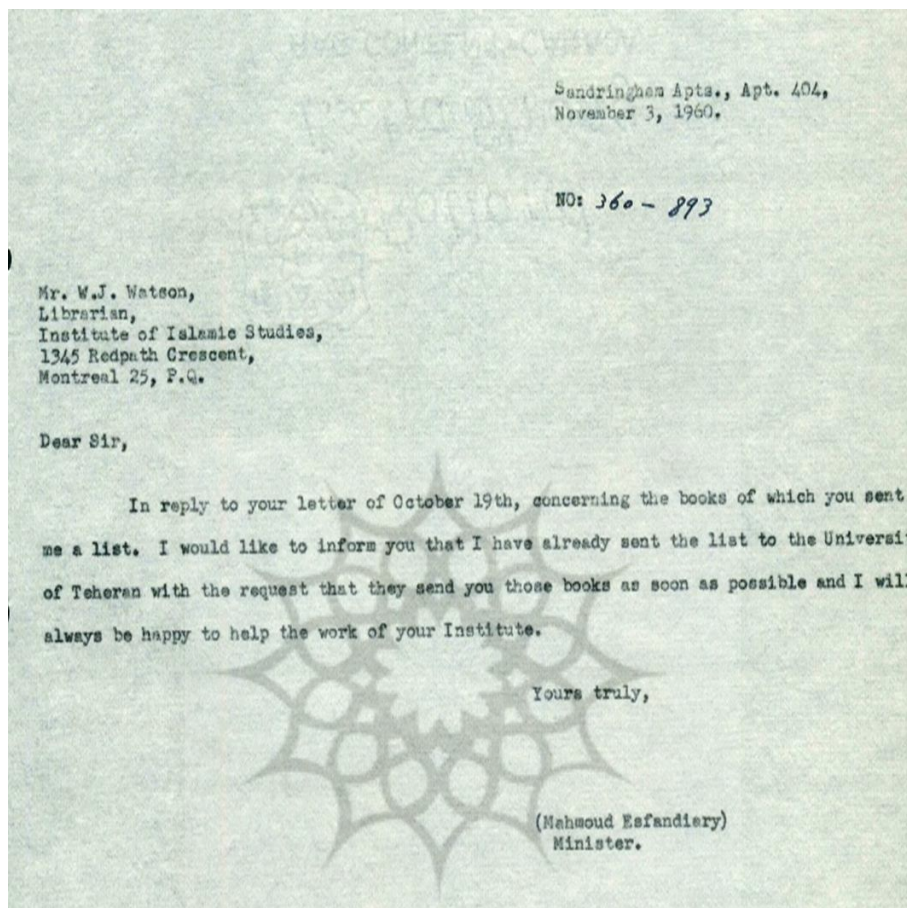 Sandringham Apts., Apt. 404,
November 3, 1960.
NO: 360 - 893
Mr. W.J. Watson,
Librarian,
Institute of Islamic Studies,
1345 Redpath Crescent,
Montreal 25, P.Q.
Dear Sir,
In reply to your letter of October 19th, concerning the books of which you sent
me a list. I would like to inform you that I have already sent the list to the Universi
of Teheran with the request that they send you those books as soon as possible and I will
always be happy to help the work of your Institute.
Yours truly,
(Mahmoud Esfandiary)
Minister.